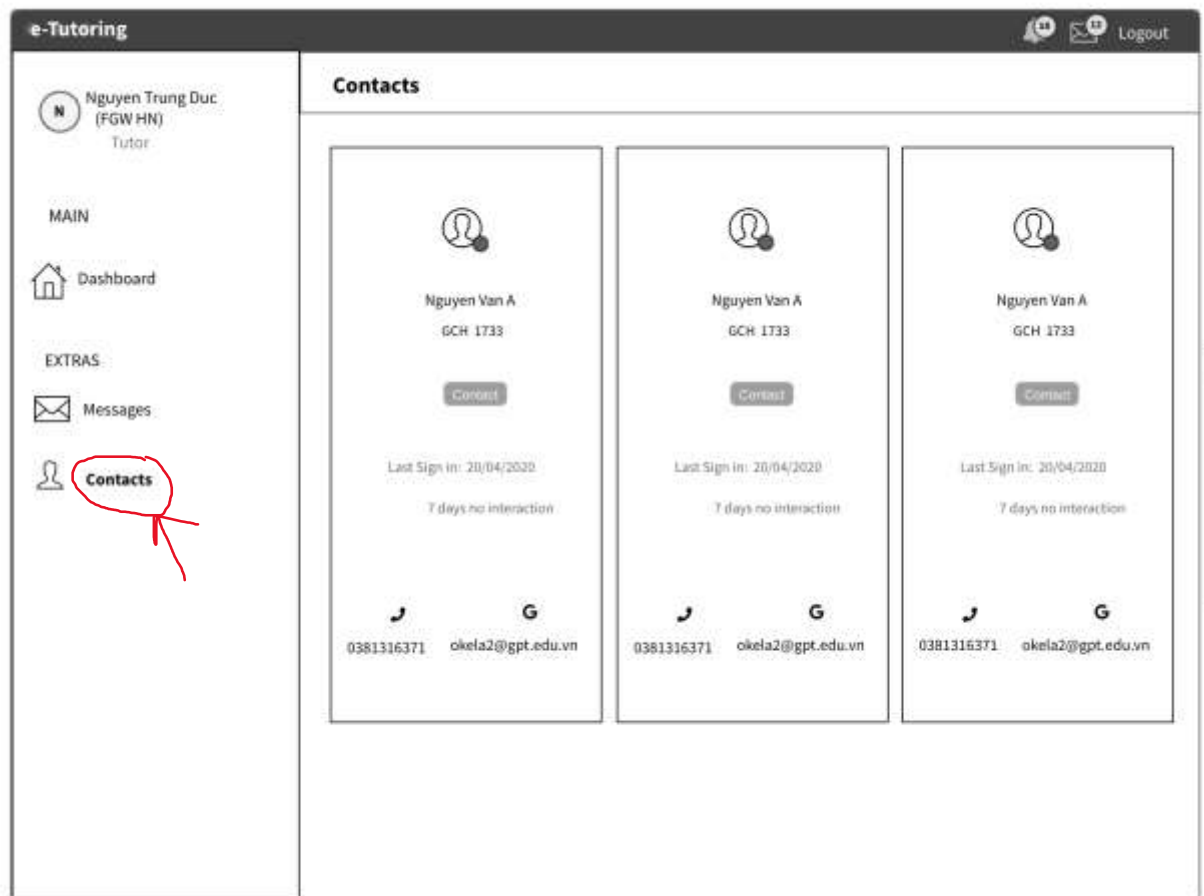 e-Tutoring
Logout
N
Nguyen Trung Duc
(FGW HN)
Tutor
MAIN
Dashboard
EXTRAS
Messages
Contacts
Contacts
Nguyen Van A
GCH 1733
Contact
Last Sign in: 20/04/2020
7 days no interaction
G
0381316371 okela2@gpt.edu.vn
Nguyen Van A
GCH 1733
Contact
Last Sign in: 20/04/2020
7 days no interaction
G
0381316371 okela2@gpt.edu.vn
Nguyen Van A
GCH 1733
Contact
Last Sign in: 20/04/2020
7 days no interaction
G
0381316371 okela2@gpt.edu.vn